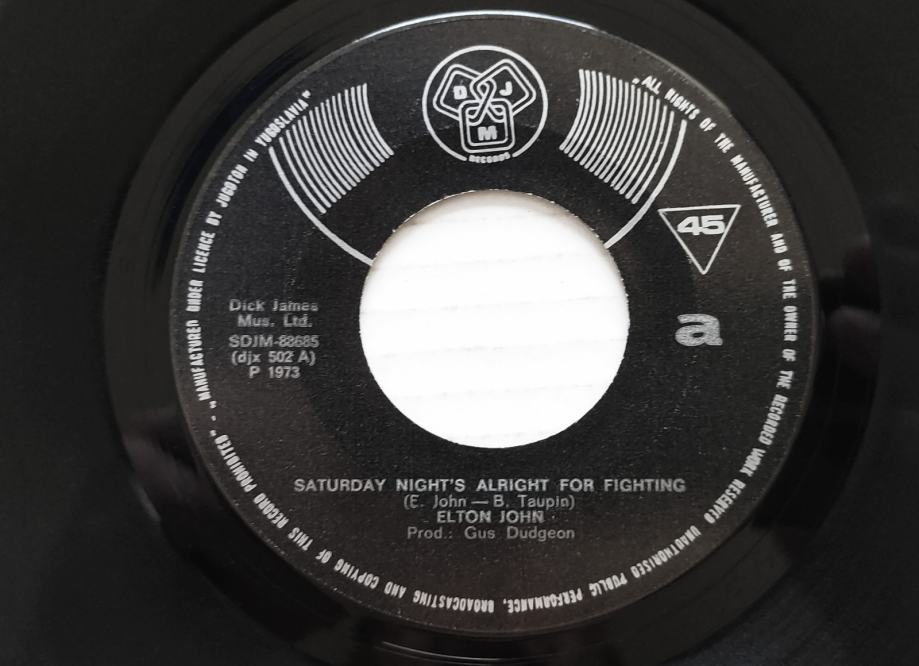 D J M
RECORDS
„ALL RIGHTS OF THE MANUFACTURER AND OF THE OWNER OF THE RECORDED WORK RESERVED UNAUTHORISED PUBLIC PERFORMANCE, BROADCASTING AND COPYING OF THIS RECORD PROHIBITED" - „MANUFACTURED UNDER LICENCE BY JUGOTON IN YUGOSLAVIA"
45
a
Dick James
Mus. Ltd.
SDJM-88685
(djx 502 A)
P 1973
SATURDAY NIGHT'S ALRIGHT FOR FIGHTING
(E. John — B. Taupin)
ELTON JOHN
Prod.: Gus Dudgeon